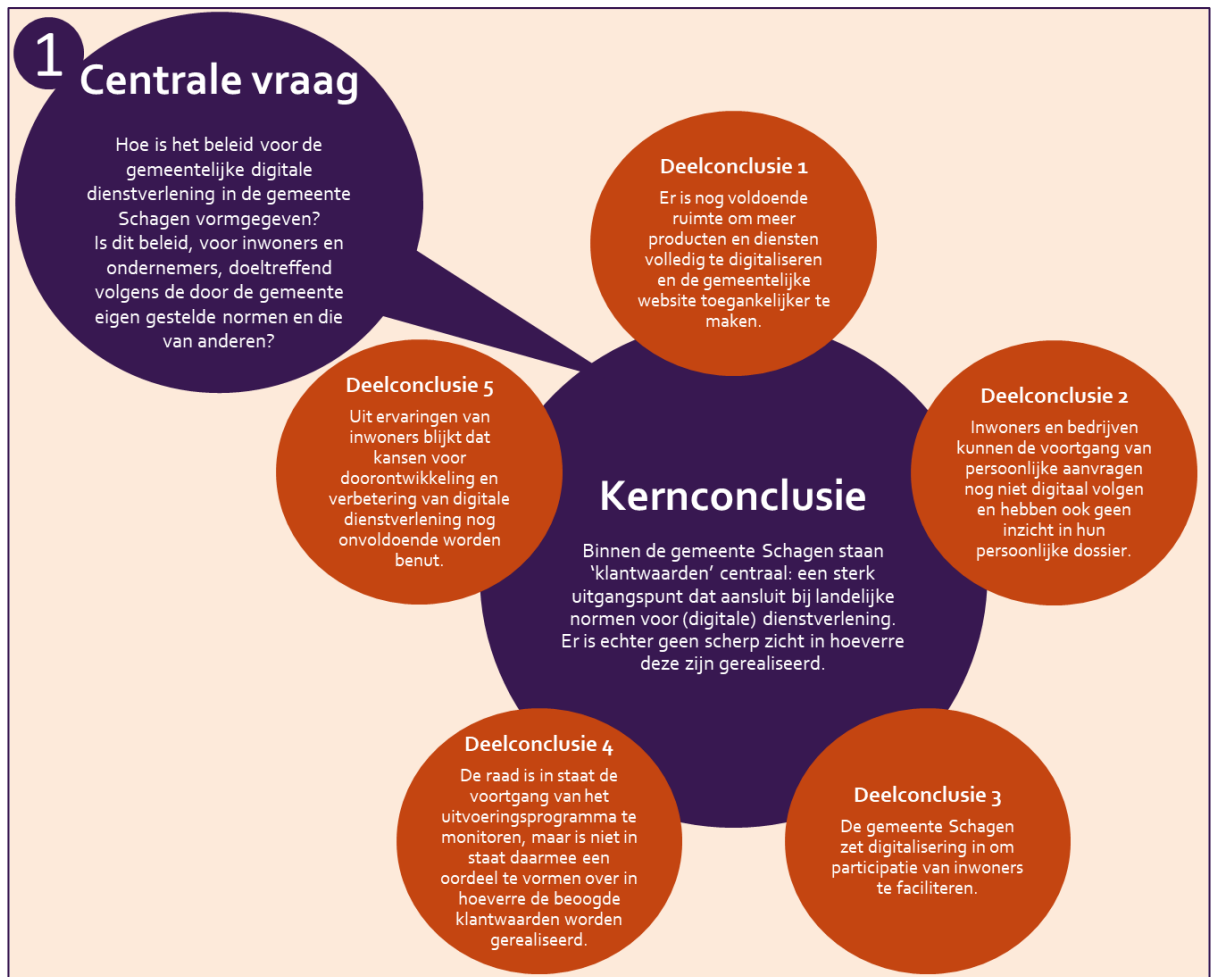 1
Centrale vraag
Hoe is het beleid voor de
gemeentelijke digitale
dienstverlening in de gemeente
Schagen vormgegeven?
Is dit beleid, voor inwoners en
ondernemers, doeltreffend
volgens de door de gemeente
eigen gestelde normen en die
van anderen?
Deelconclusie 1
Er is nog voldoende
ruimte om meer
producten en diensten
volledig te digitaliseren
en de gemeentelijke
website toegankelijker te
maken.
Deelconclusie 2
Inwoners en bedrijven
kunnen de voortgang van
persoonlijke aanvragen
nog niet digitaal volgen
en hebben ook geen
inzicht in hun
persoonlijke dossier.
Deelconclusie 5
Uit ervaringen van
inwoners blijkt dat
kansen voor
doorontwikkeling en
verbetering van digitale
dienstverlening nog
onvoldoende worden
benut.
Kernconclusie
Binnen de gemeente Schagen staan
‘klantwaarden’ centraal: een sterk
uitgangspunt dat aansluit bij landelijke
normen voor (digitale) dienstverlening.
Er is echter geen scherp zicht in hoeverre
deze zijn gerealiseerd.
Deelconclusie 4
De raad is in staat de
voortgang van het
uitvoeringsprogramma te
monitoren, maar is niet in
staat daarmee een
oordeel te vormen over in
hoeverre de beoogde
klantwaarden worden
gerealiseerd.
Deelconclusie 3
De gemeente Schagen
zet digitalisering in om
participatie van inwoners
te faciliteren.